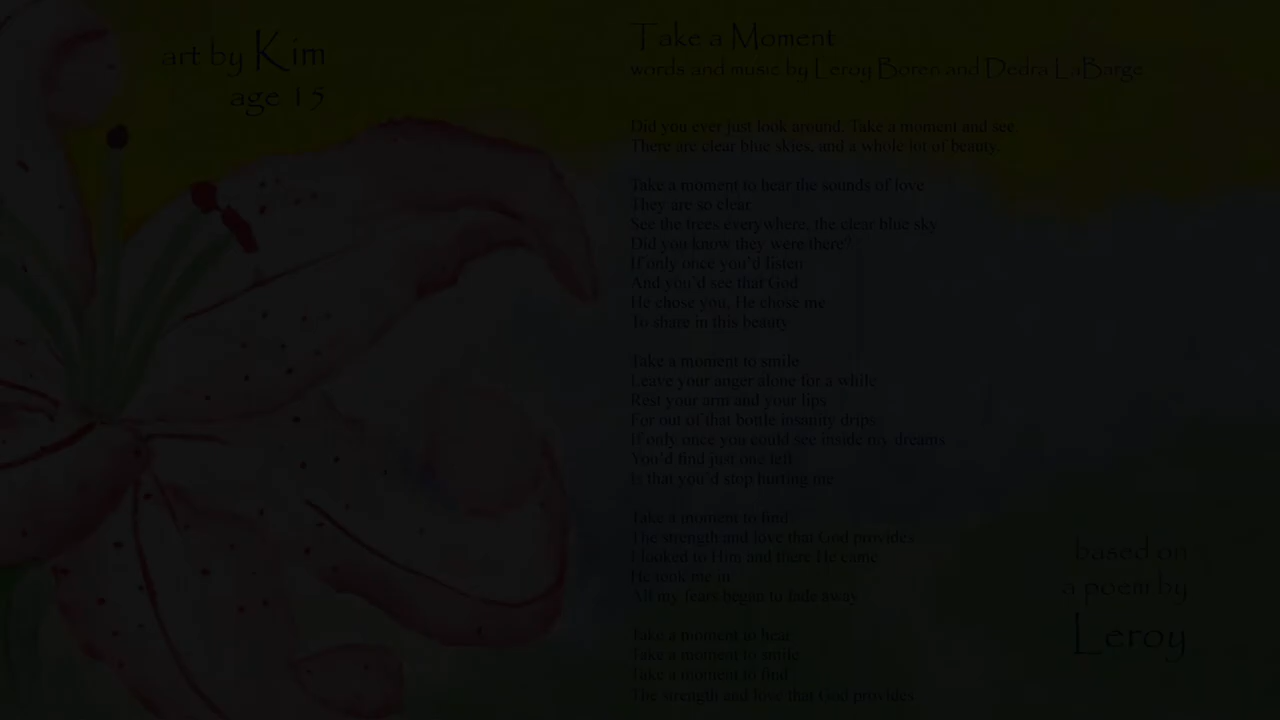 art by Kim
age 15
Take a Moment
words and music by Leroy Boren and Dedra LaBarge
Did you ever just look around. Take a moment and see.
There are clear blue skies, and a whole lot of beauty.
Take a moment to hear the sounds of love
They are so clear
See the trees everywhere, the clear blue sky
Did you know they were there?
If only once you'd listen
And you'd see that God
He chose you, He chose me
To share in this beauty
Take a moment to smile
Leave your anger alone for a while
Rest your arm and your lips
For out of that bottle insanity drips
If only once you could see inside my dreams
You'd find just one left
Is that you'd stop hurting me
Take a moment to find
The strength and love that God provides
I looked to Him and there He came
He took me in
All my fears began to fade away
Take a moment to hear
Take a moment to smile
Take a moment to find
The strength and love that God provides
based on
a poem by
Leroy